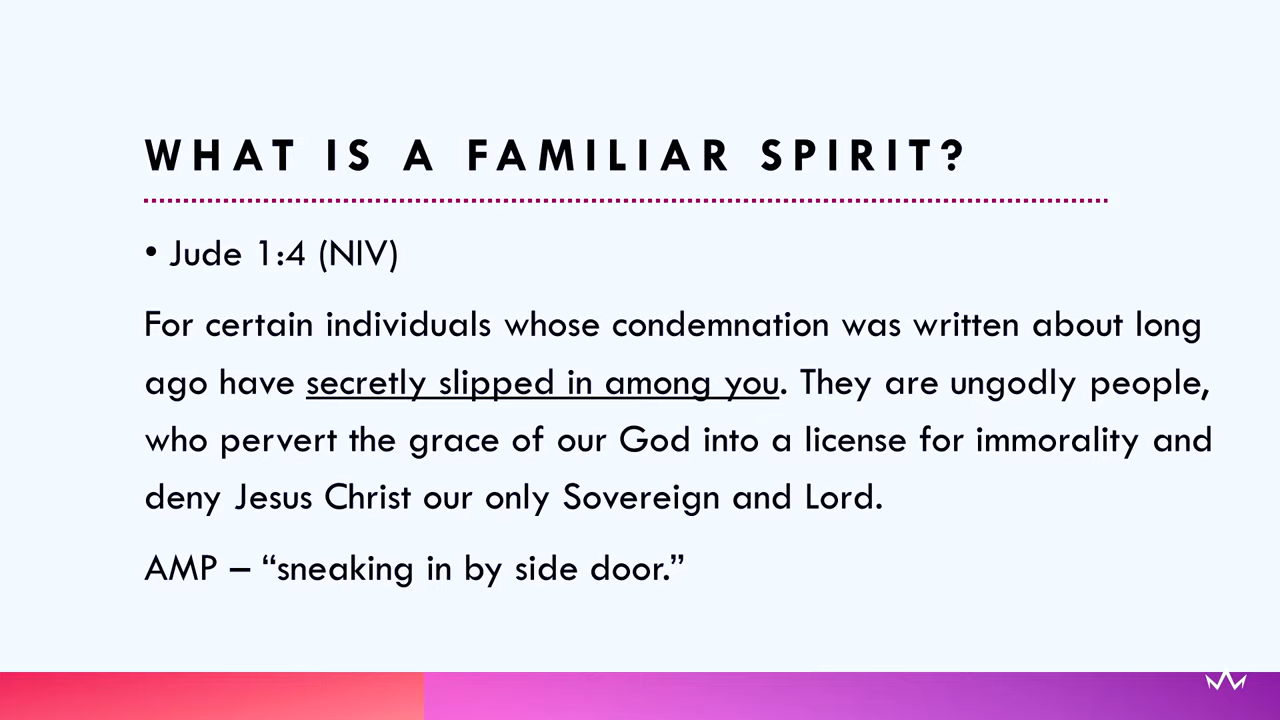 WHAT IS A FAMILIAR SPIRIT?
• Jude 1:4 (NIV)
For certain individuals whose condemnation was written about long
ago have secretly slipped in among you. They are ungodly people,
who pervert the grace of our God into a license for immorality and
deny Jesus Christ our only Sovereign and Lord.
AMP – “sneaking in by side door.”